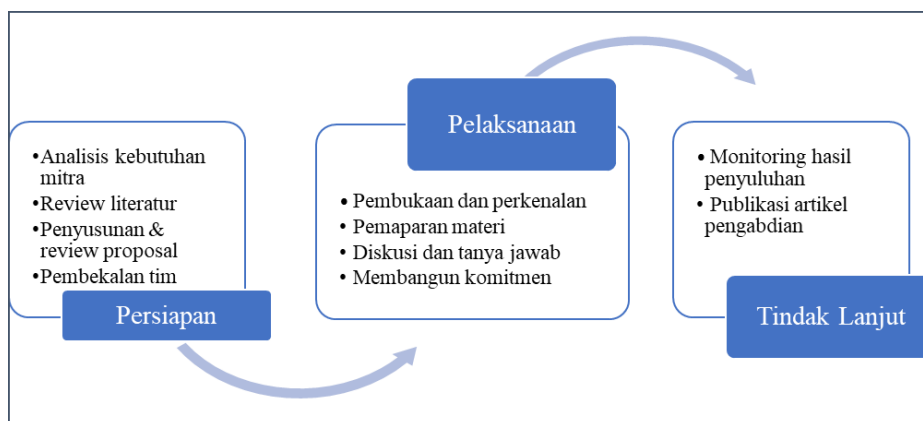 •Analisis kebutuhan
mitra
•Review literatur
•Penyusunan &
review proposal
•Pembekalan tim
Persiapan
Pelaksanaan
• Pembukaan dan perkenalan
• Pemaparan materi
• Diskusi dan tanya jawab
• Membangun komitmen
• Monitoring hasil
penyuluhan
• Publikasi artikel
pengabdian
Tindak Lanjut